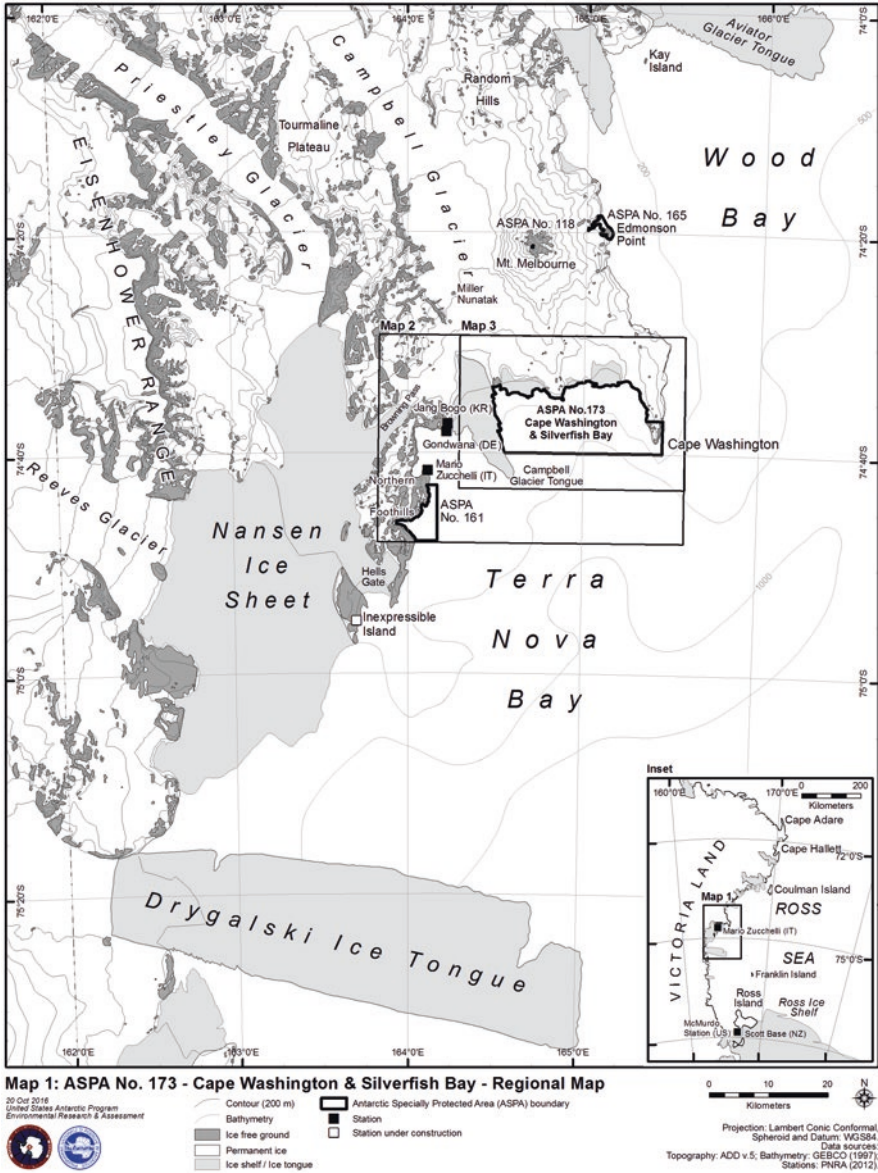 162°0'E 163°0'E 164°0'E 165°0'E 166°0'E
Aviator
Glacier Tongue
74°0'S
Kay
Island
Random
Hills
Campbell Glacier
Priestley Glacier
Tourmaline
Plateau
EISENHOWER RANGE
500
200
Wood
Bay
ASPA No. 118
ASPA No. 165
Edmonson
Point
74°20'S
74°20'S
Mt. Melbourne
Miller
Nunatak
Map 2
Map 3
Browning Pass
Jang Bogo (KR)
Gondwana (DE)
ASPA No.173
Cape Washington
& Silverfish Bay
Cape Washington
74°40'S
74°40'S
Mario
Zucchelli (IT)
Campbell
Glacier Tongue
Northern
Foothills
ASPA
No. 161
Reeves Glacier
Nansen
Ice
Sheet
Hells
Gate
Inexpressible
Island
Terra
Nova
Bay
1000
75°0'S
75°0'S
75°20'S
Drygalski Ice Tongue
162°0'E 163°0'E 164°0'E 165°0'E
Inset
160°0'E 170°0'E
0 200
Kilometers
Cape Adare
Cape Hallett
72°0'S
Coulman Island
VICTORIA LAND
Map 1
ROSS
SEA
Mario Zucchelli (IT)
75°0'S
Franklin Island
Ross
Island
Ross Ice
Shelf
McMurdo
Station (US)
Scott Base (NZ)
Map 1: ASPA No. 173 - Cape Washington & Silverfish Bay - Regional Map
20 Oct 2016
United States Antarctic Program
Environmental Research & Assessment
Contour (200 m)
Bathymetry
Ice free ground
Permanent ice
Ice shelf / Ice tongue
Antarctic Specially Protected Area (ASPA) boundary
Station
Station under construction
0 10 20
Kilometers
N
Projection: Lambert Conic Conformal,
Spheroid and Datum: WGS84.
Data sources:
Topography: ADD v.5; Bathymetry: GEBCO (1997);
Stations: PNRA (2012).